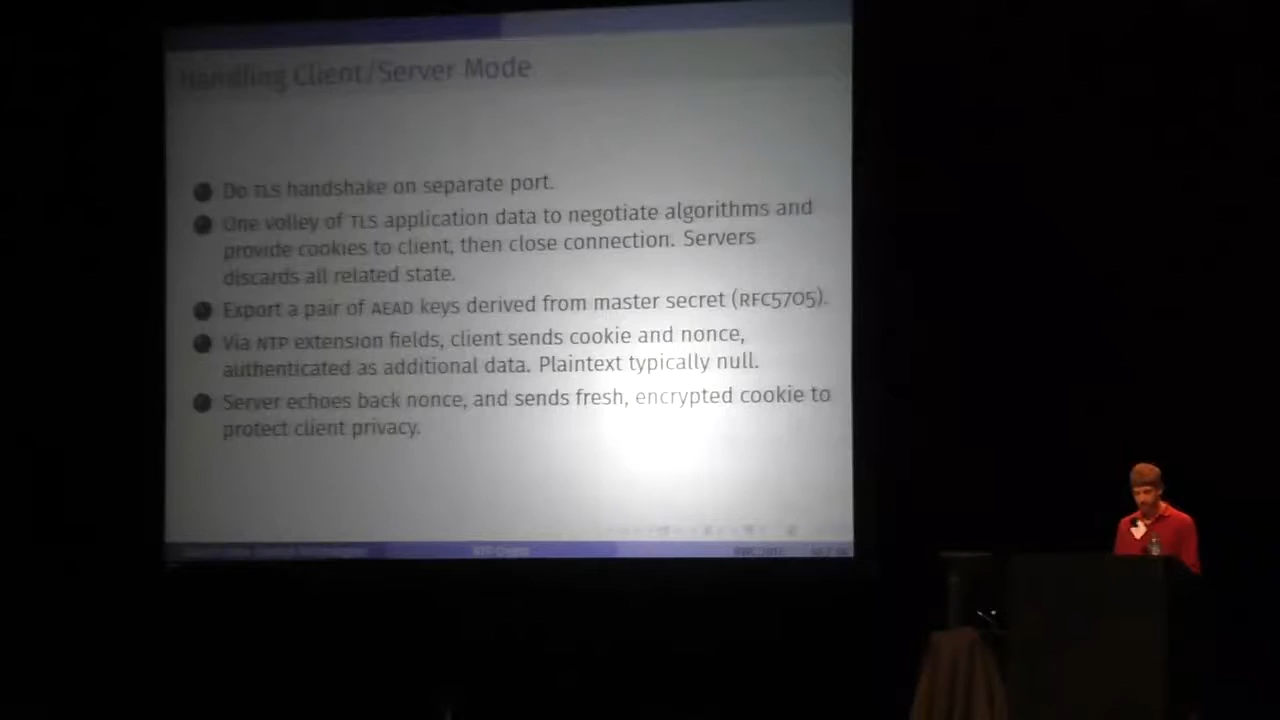 Handling Client/Server Mode
Do TLS handshake on separate port.
One volley of TLS application data to negotiate algorithms and
provide cookies to client, then close connection. Servers
discards all related state.
Export a pair of AEAD keys derived from master secret (RFC5705).
Via NTP extension fields, client sends cookie and nonce,
authenticated as additional data. Plaintext typically null.
Server echoes back nonce, and sends fresh, encrypted cookie to
protect client privacy.